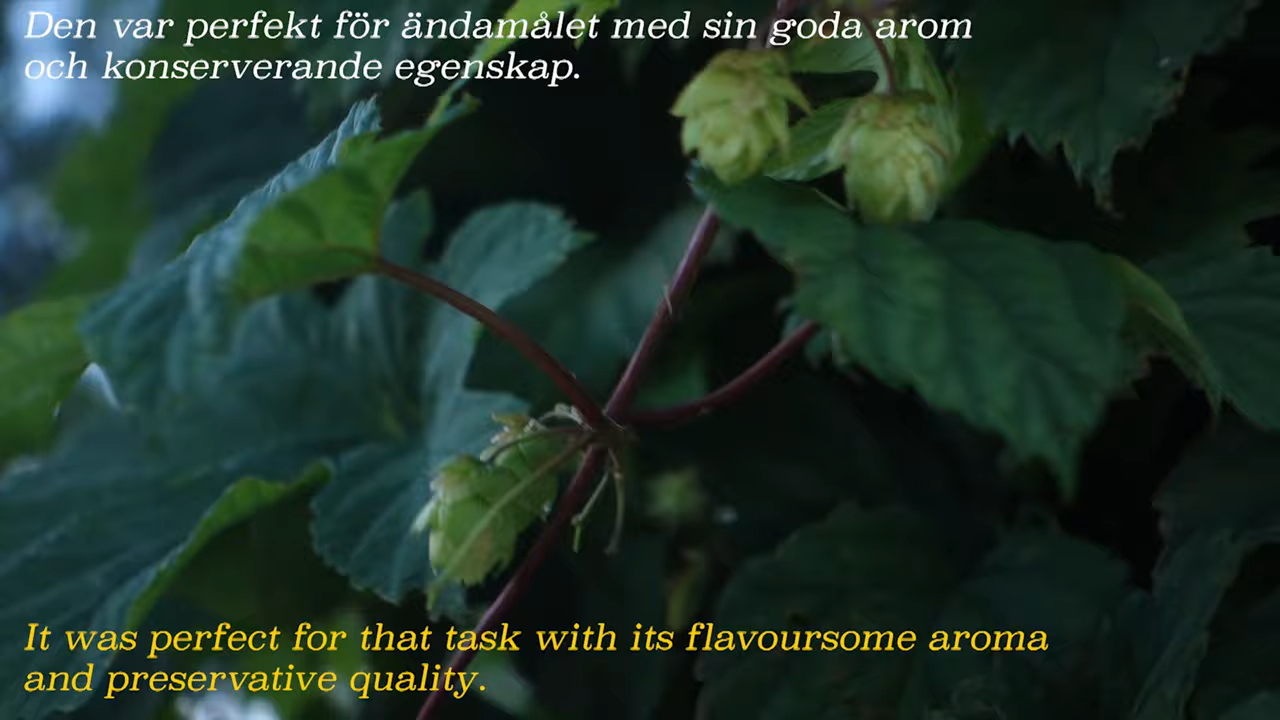 Den var perfekt för ändamålet med sin goda arom
och konserverande egenskap.
It was perfect for that task with its flavoursome aroma
and preservative quality.